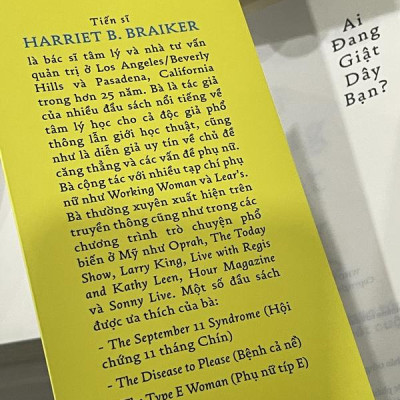 Tiến sĩ
HARRIET B. BRAIKER
là bác sĩ tâm lý và nhà tư vấn
quản trị ở Los Angeles/Beverly
Hills và Pasadena, California
trong hơn 25 năm. Bà là tác giả
của nhiều đầu sách nổi tiếng về
tâm lý học cho cả độc giả phổ
thông lẫn giới học thuật, cũng
như là diễn giả uy tín về chủ đề
căng thẳng và các vấn đề phụ nữ.
Bà cộng tác với nhiều tạp chí phụ
nữ như Working Woman và Lear's.
Bà thường xuyên xuất hiện trên
truyền thông cũng như trong các
chương trình trò chuyện phổ
biến ở Mỹ như Oprah, The Today
Show, Larry King, Live with Regis
and Kathy Leen, Hour Magazine
và Sonny Live. Một số đầu sách
được ưa thích của bà:
- The September 11 Syndrome (Hội
chứng 11 tháng Chín)
- The Disease to Please (Bệnh cả nể)
Type E Woman (Phụ nữ típ E)
Ai
Đang
Giật
Dây
Bạn?